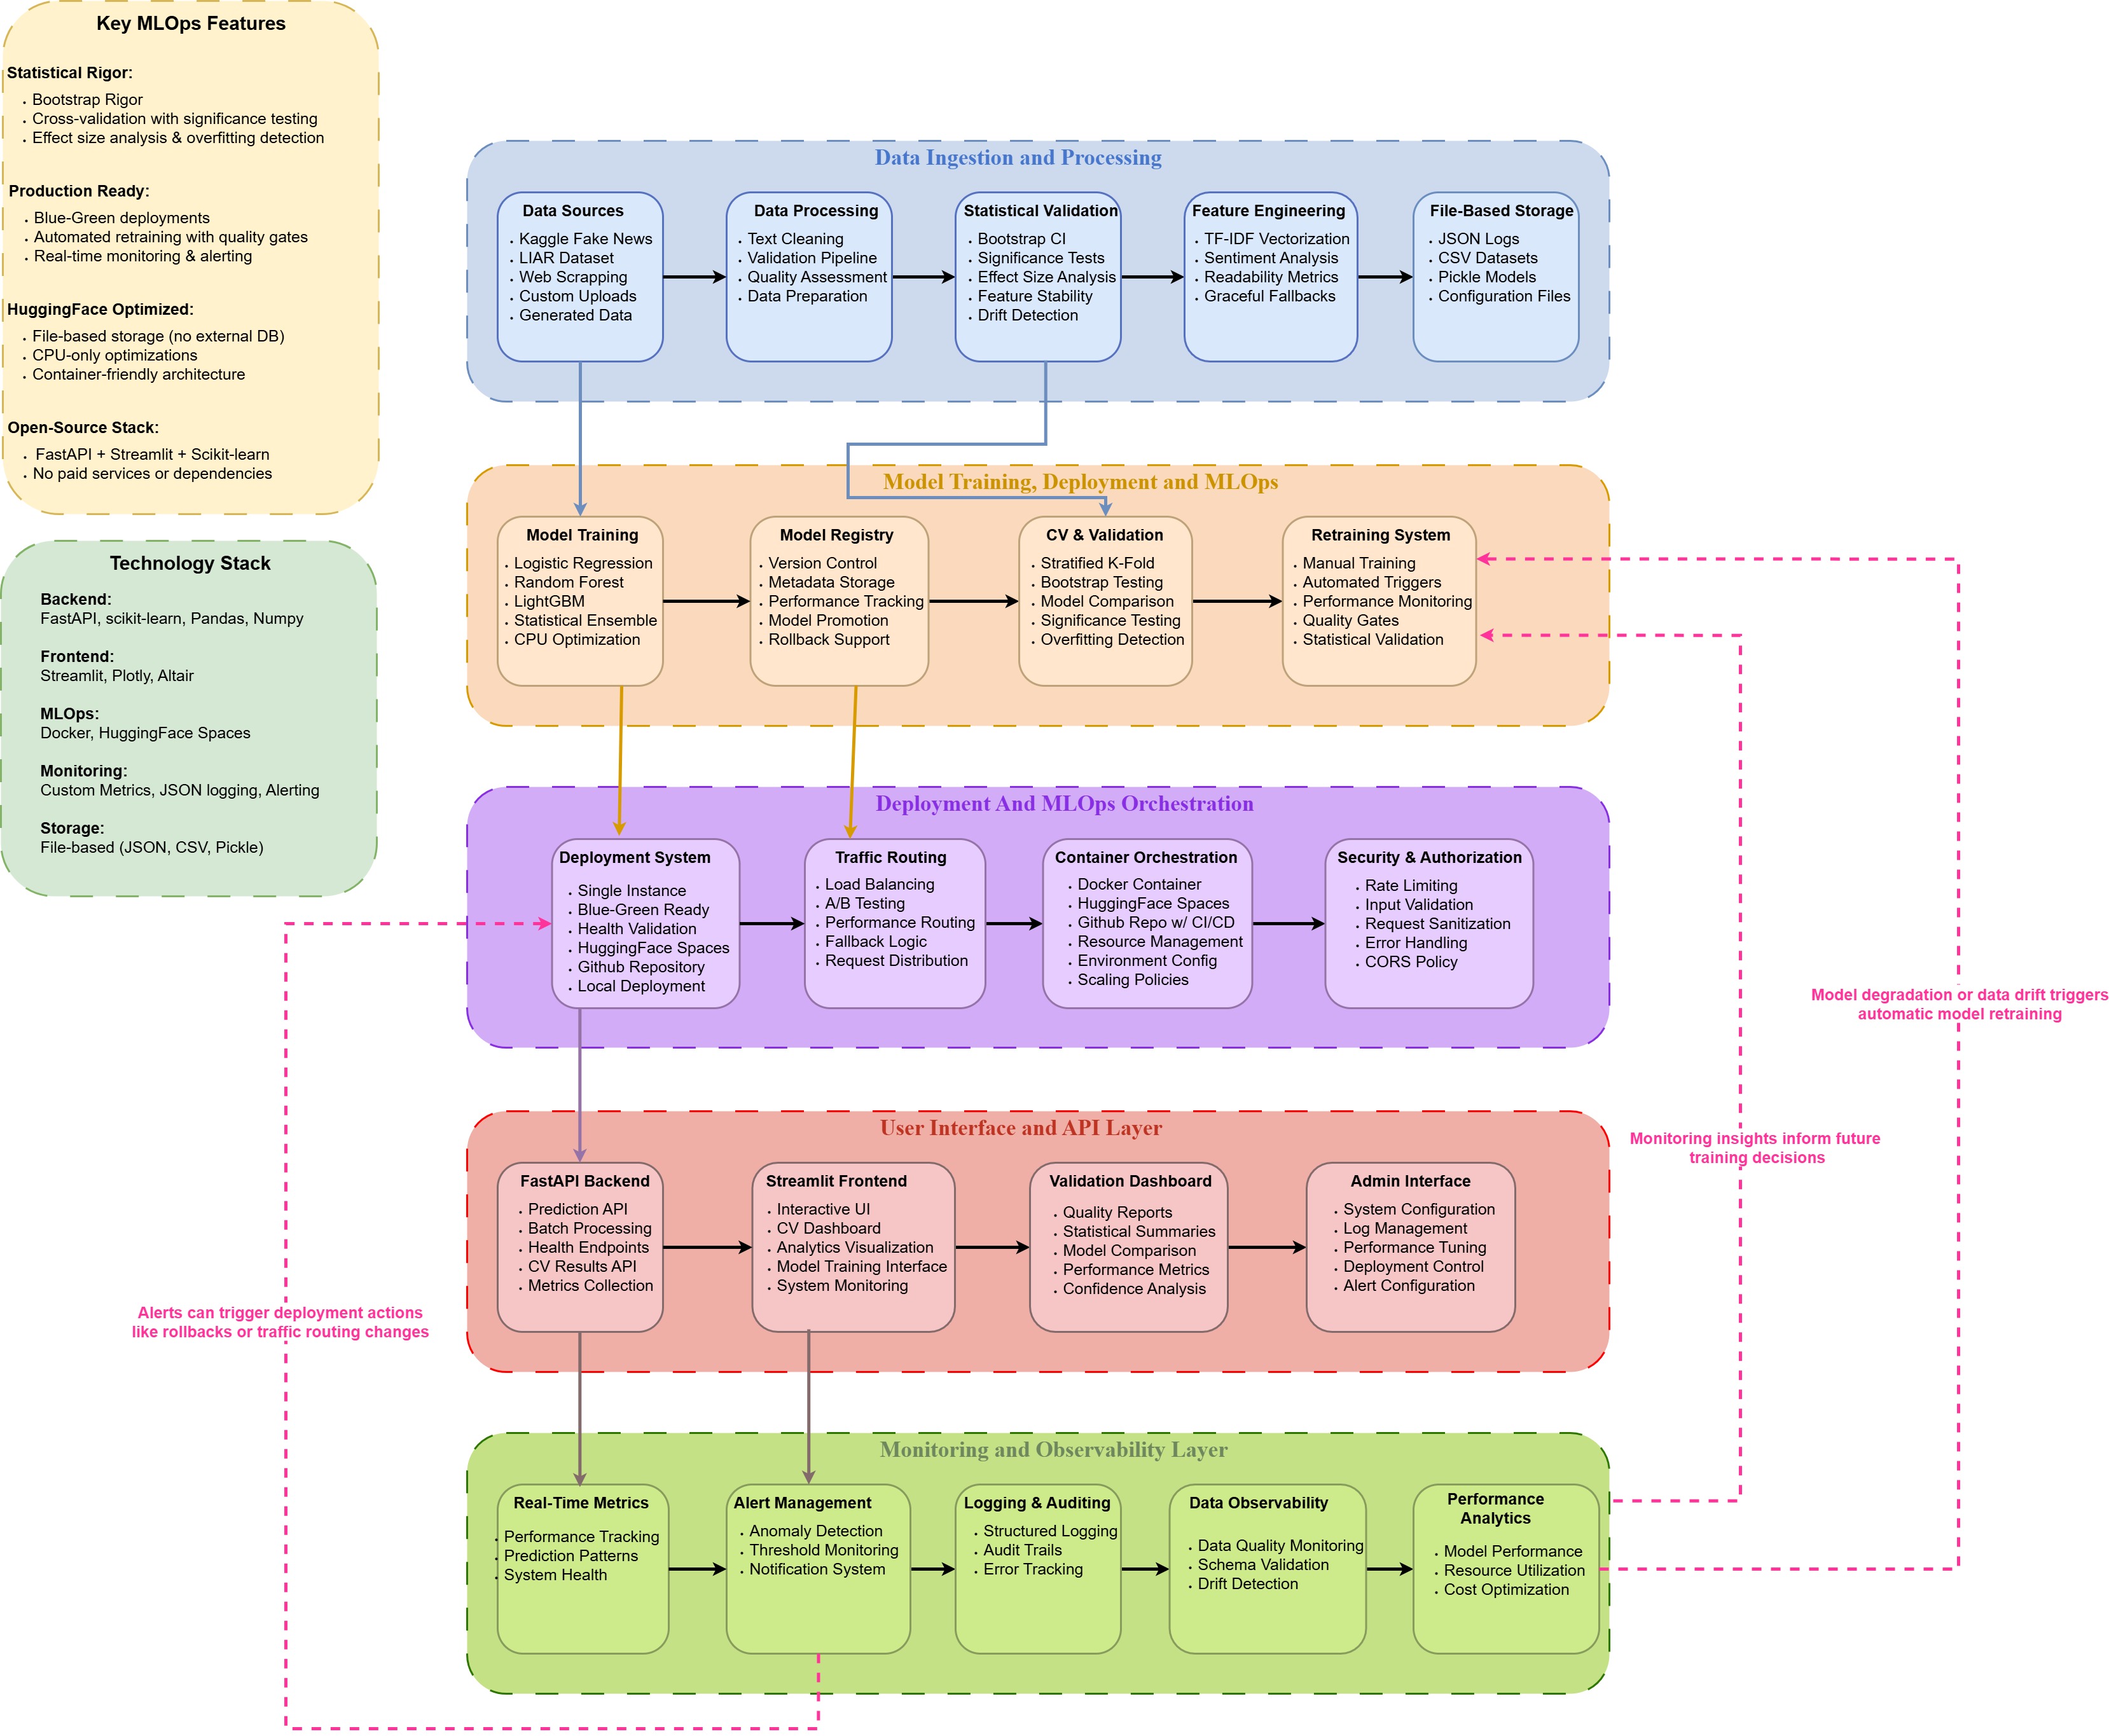 Key MLOps Features
Statistical Rigor:
Bootstrap Rigor
Cross-validation with significance testing
Effect size analysis & overfitting detection
Production Ready:
Blue-Green deployments
Automated retraining with quality gates
Real-time monitoring & alerting
HuggingFace Optimized:
File-based storage (no external DB)
CPU-only optimizations
Container-friendly architecture
Open-Source Stack:
FastAPI + Streamlit + Scikit-learn
No paid services or dependencies
Technology Stack
Backend:
FastAPI, scikit-learn, Pandas, Numpy
Frontend:
Streamlit, Plotly, Altair
MLOps:
Docker, HuggingFace Spaces
Monitoring:
Custom Metrics, JSON logging, Alerting
Storage:
File-based (JSON, CSV, Pickle)
Data Ingestion and Processing
Data Sources
Kaggle Fake News
LIAR Dataset
Web Scrapping
Custom Uploads
Generated Data
Data Processing
Text Cleaning
Validation Pipeline
Quality Assessment
Data Preparation
Statistical Validation
Bootstrap CI
Significance Tests
Effect Size Analysis
Feature Stability
Drift Detection
Feature Engineering
TF-IDF Vectorization
Sentiment Analysis
Readability Metrics
Graceful Fallbacks
File-Based Storage
JSON Logs
CSV Datasets
Pickle Models
Configuration Files
Model Training, Deployment and MLOps
Model Training
Logistic Regression
Random Forest
LightGBM
Statistical Ensemble
CPU Optimization
Model Registry
Version Control
Metadata Storage
Performance Tracking
Model Promotion
Rollback Support
CV & Validation
Stratified K-Fold
Bootstrap Testing
Model Comparison
Significance Testing
Overfitting Detection
Retraining System
Manual Training
Automated Triggers
Performance Monitoring
Quality Gates
Statistical Validation
Deployment And MLOps Orchestration
Deployment System
Single Instance
Blue-Green Ready
Health Validation
HuggingFace Spaces
Github Repository
Local Deployment
Traffic Routing
Load Balancing
A/B Testing
Performance Routing
Fallback Logic
Request Distribution
Container Orchestration
Docker Container
HuggingFace Spaces
Github Repo w/ CI/CD
Resource Management
Environment Config
Scaling Policies
Security & Authorization
Rate Limiting
Input Validation
Request Sanitization
Error Handling
CORS Policy
User Interface and API Layer
FastAPI Backend
Prediction API
Batch Processing
Health Endpoints
CV Results API
Metrics Collection
Streamlit Frontend
Interactive UI
CV Dashboard
Analytics Visualization
Model Training Interface
System Monitoring
Validation Dashboard
Quality Reports
Statistical Summaries
Model Comparison
Performance Metrics
Confidence Analysis
Admin Interface
System Configuration
Log Management
Performance Tuning
Deployment Control
Alert Configuration
Monitoring and Observability Layer
Real-Time Metrics
Performance Tracking
Prediction Patterns
System Health
Alert Management
Anomaly Detection
Threshold Monitoring
Notification System
Logging & Auditing
Structured Logging
Audit Trails
Error Tracking
Data Observability
Data Quality Monitoring
Schema Validation
Drift Detection
Performance
Analytics
Model Performance
Resource Utilization
Cost Optimization
Alerts can trigger deployment actions
like rollbacks or traffic routing changes
Monitoring insights inform future
training decisions
Model degradation or data drift triggers
automatic model retraining